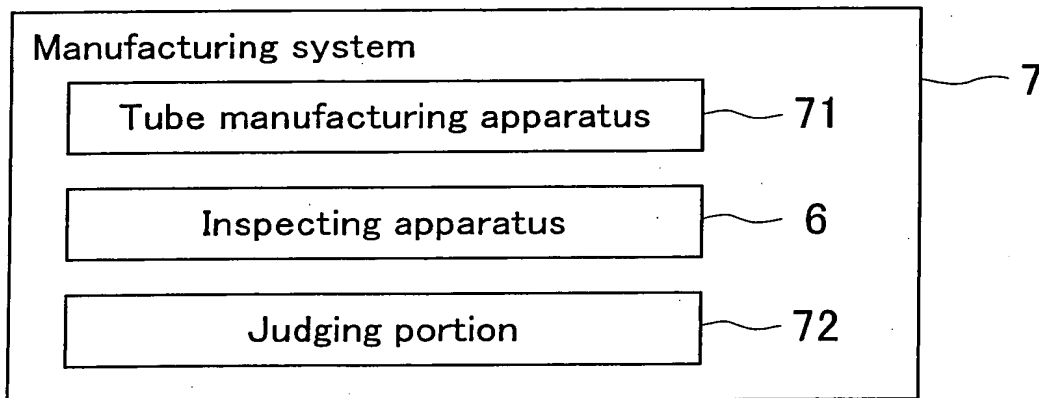 Manufacturing system
7
Tube manufacturing apparatus 71
Inspecting apparatus 6
Judging portion 72